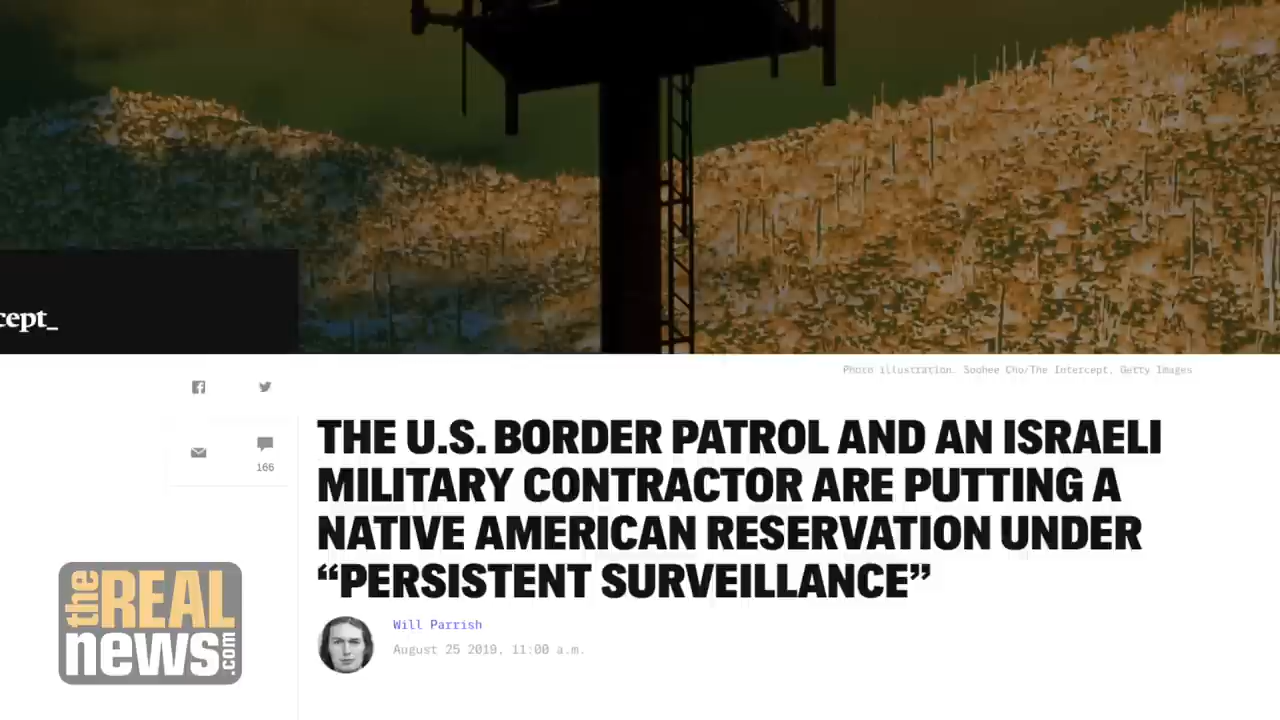 cept_
Photo illustration: Soohee Cho/The Intercept, Getty Images
166
THE U.S. BORDER PATROL AND AN ISRAELI
MILITARY CONTRACTOR ARE PUTTING A
NATIVE AMERICAN RESERVATION UNDER
“PERSISTENT SURVEILLANCE”
Will Parrish
August 25 2019, 11:00 a.m.
the REAL
news.com